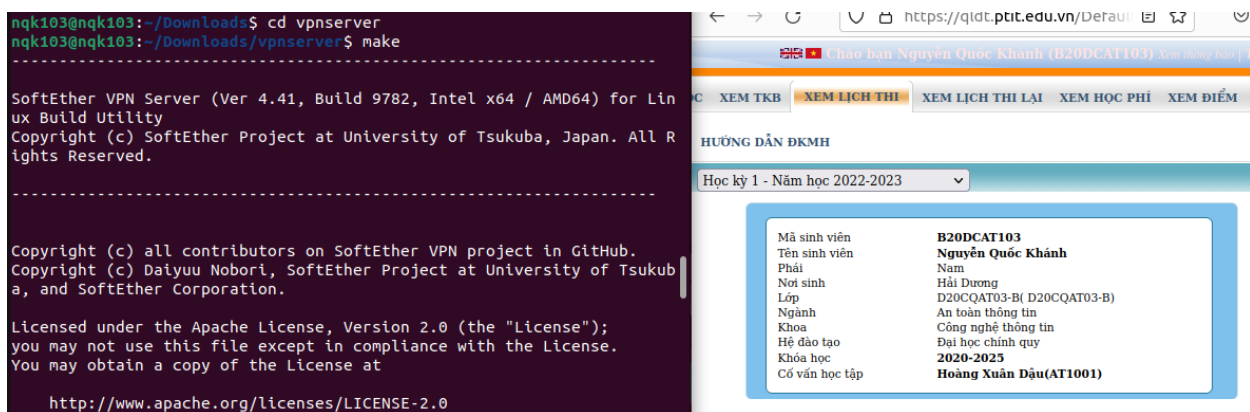 nqk103@nqk103:~/Downloads$ cd vpnserver
nqk103@nqk103:~/Downloads/vpnserver$ make
--------------------------------------------------------------------
SoftEther VPN Server (Ver 4.41, Build 9782, Intel x64 / AMD64) for Lin
ux Build Utility
Copyright (c) SoftEther Project at University of Tsukuba, Japan. All R
ights Reserved.
--------------------------------------------------------------------
Copyright (c) all contributors on SoftEther VPN project in GitHub.
Copyright (c) Daiyuu Nobori, SoftEther Project at University of Tsukub
a, and SoftEther Corporation.
Licensed under the Apache License, Version 2.0 (the "License");
you may not use this file except in compliance with the License.
You may obtain a copy of the License at
http://www.apache.org/licenses/LICENSE-2.0
https://qldt.ptit.edu.vn/Defau
Chào bạn Nguyễn Quốc Khánh (B20DCAT103) Xem thông báo |
XEM TKB XEM LỊCH THI XEM LỊCH THI LẠI XEM HỌC PHÍ XEM ĐIỂM
HƯỚNG DẪN ĐKMH
Học kỳ 1 - Năm học 2022-2023
Mã sinh viên B20DCAT103
Tên sinh viên Nguyễn Quốc Khánh
Phái Nam
Nơi sinh Hải Dương
Lớp D20CQAT03-B( D20CQAT03-B)
Ngành An toàn thông tin
Khoa Công nghệ thông tin
Hệ đào tạo Đại học chính quy
Khóa học 2020-2025
Cố vấn học tập Hoàng Xuân Dậu(AT1001)